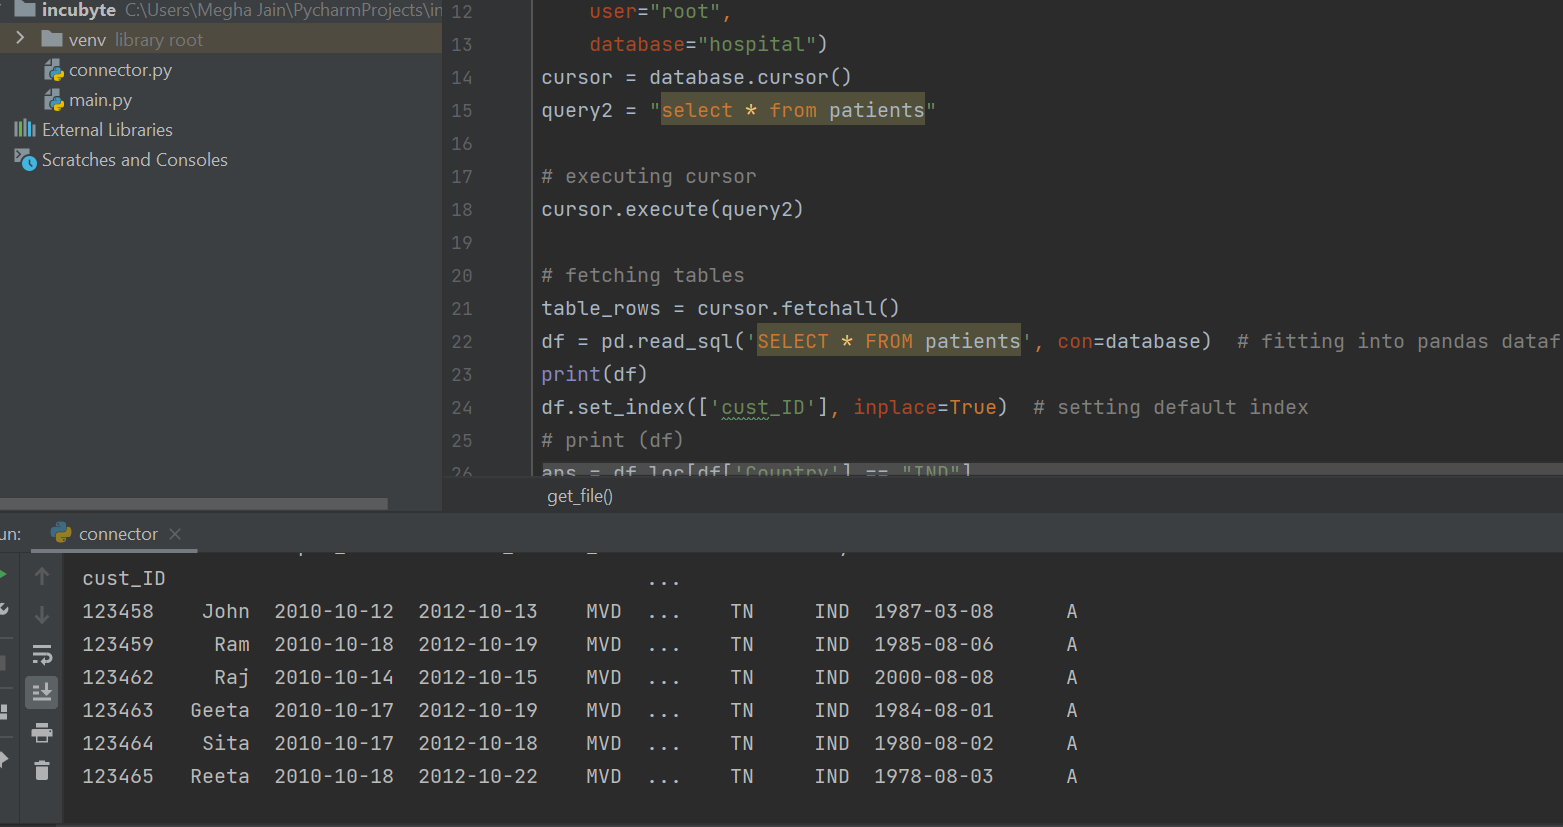 incubyte C:\Users\Megha Jain\PycharmProjects\in
venv library root
connector.py
main.py
External Libraries
Scratches and Consoles
12 user="root",
13 database="hospital")
14 cursor = database.cursor()
15 query2 = "select * from patients"
16
17 # executing cursor
18 cursor.execute(query2)
19
20 # fetching tables
21 table_rows = cursor.fetchall()
22 df = pd.read_sql('SELECT * FROM patients', con=database) # fitting into pandas dataf
23 print(df)
24 df.set_index(['cust_ID'], inplace=True) # setting default index
25 # print (df)
26 ans = df.loc[df['Country'] == "IND"]
get_file()
un: connector
cust_ID ...
123458 John 2010-10-12 2012-10-13 MVD ... TN IND 1987-03-08 A
123459 Ram 2010-10-18 2012-10-19 MVD ... TN IND 1985-08-06 A
123462 Raj 2010-10-14 2012-10-15 MVD ... TN IND 2000-08-08 A
123463 Geeta 2010-10-17 2012-10-19 MVD ... TN IND 1984-08-01 A
123464 Sita 2010-10-17 2012-10-18 MVD ... TN IND 1980-08-02 A
123465 Reeta 2010-10-18 2012-10-22 MVD ... TN IND 1978-08-03 A